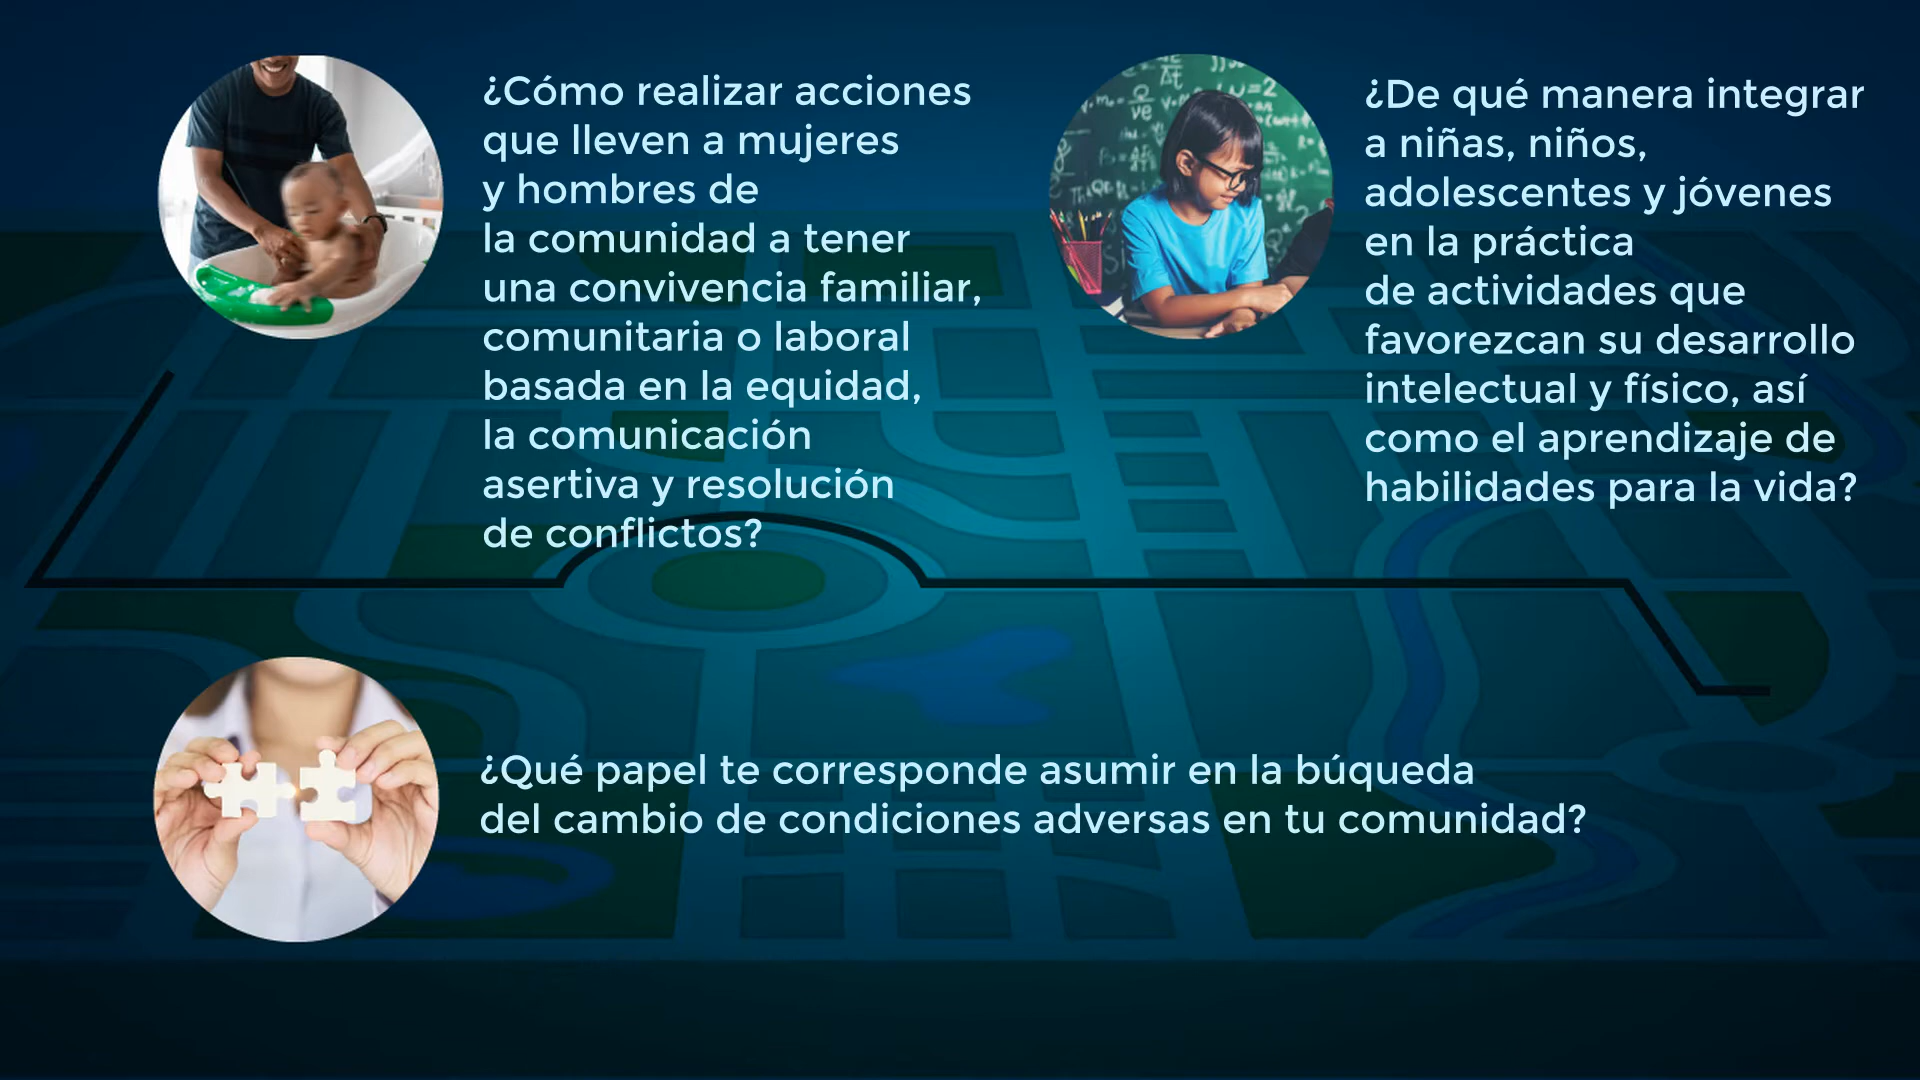 ¿Cómo realizar acciones
que lleven a mujeres
y hombres de
la comunidad a tener
una convivencia familiar,
comunitaria o laboral
basada en la equidad,
la comunicación
asertiva y resolución
de conflictos?
¿De qué manera integrar
a niñas, niños,
adolescentes y jóvenes
en la práctica
de actividades que
favorezcan su desarrollo
intelectual y físico, así
como el aprendizaje de
habilidades para la vida?
¿Qué papel te corresponde asumir en la búqueda
del cambio de condiciones adversas en tu comunidad?